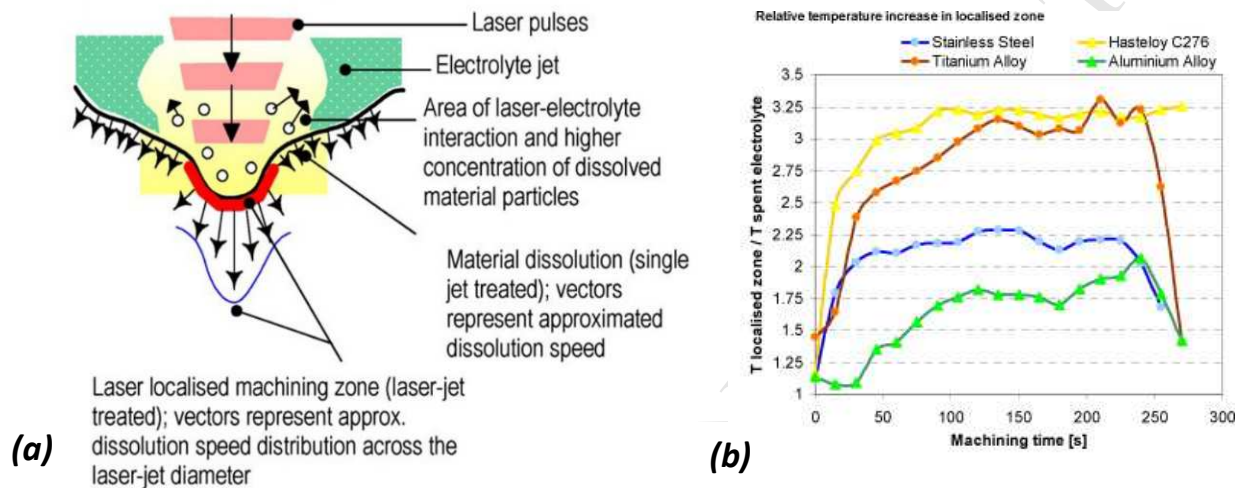 Laser pulses
Electrolyte jet
Area of laser-electrolyte
interaction and higher
concentration of dissolved
material particles
Material dissolution (single
jet treated); vectors
represent approximated
dissolution speed
Laser localised machining zone (laser-jet
treated); vectors represent approx.
dissolution speed distribution across the
laser-jet diameter
(a)
Relative temperature increase in localised zone
Stainless Steel
Hasteloy C276
Titanium Alloy
Aluminium Alloy
T localised zone / T spent electrolyte
3.5
3.25
3
2.75
2.5
2.25
2
1.75
1.5
1.25
1
0 50 100 150 200 250 300
Machining time [s]
(b)